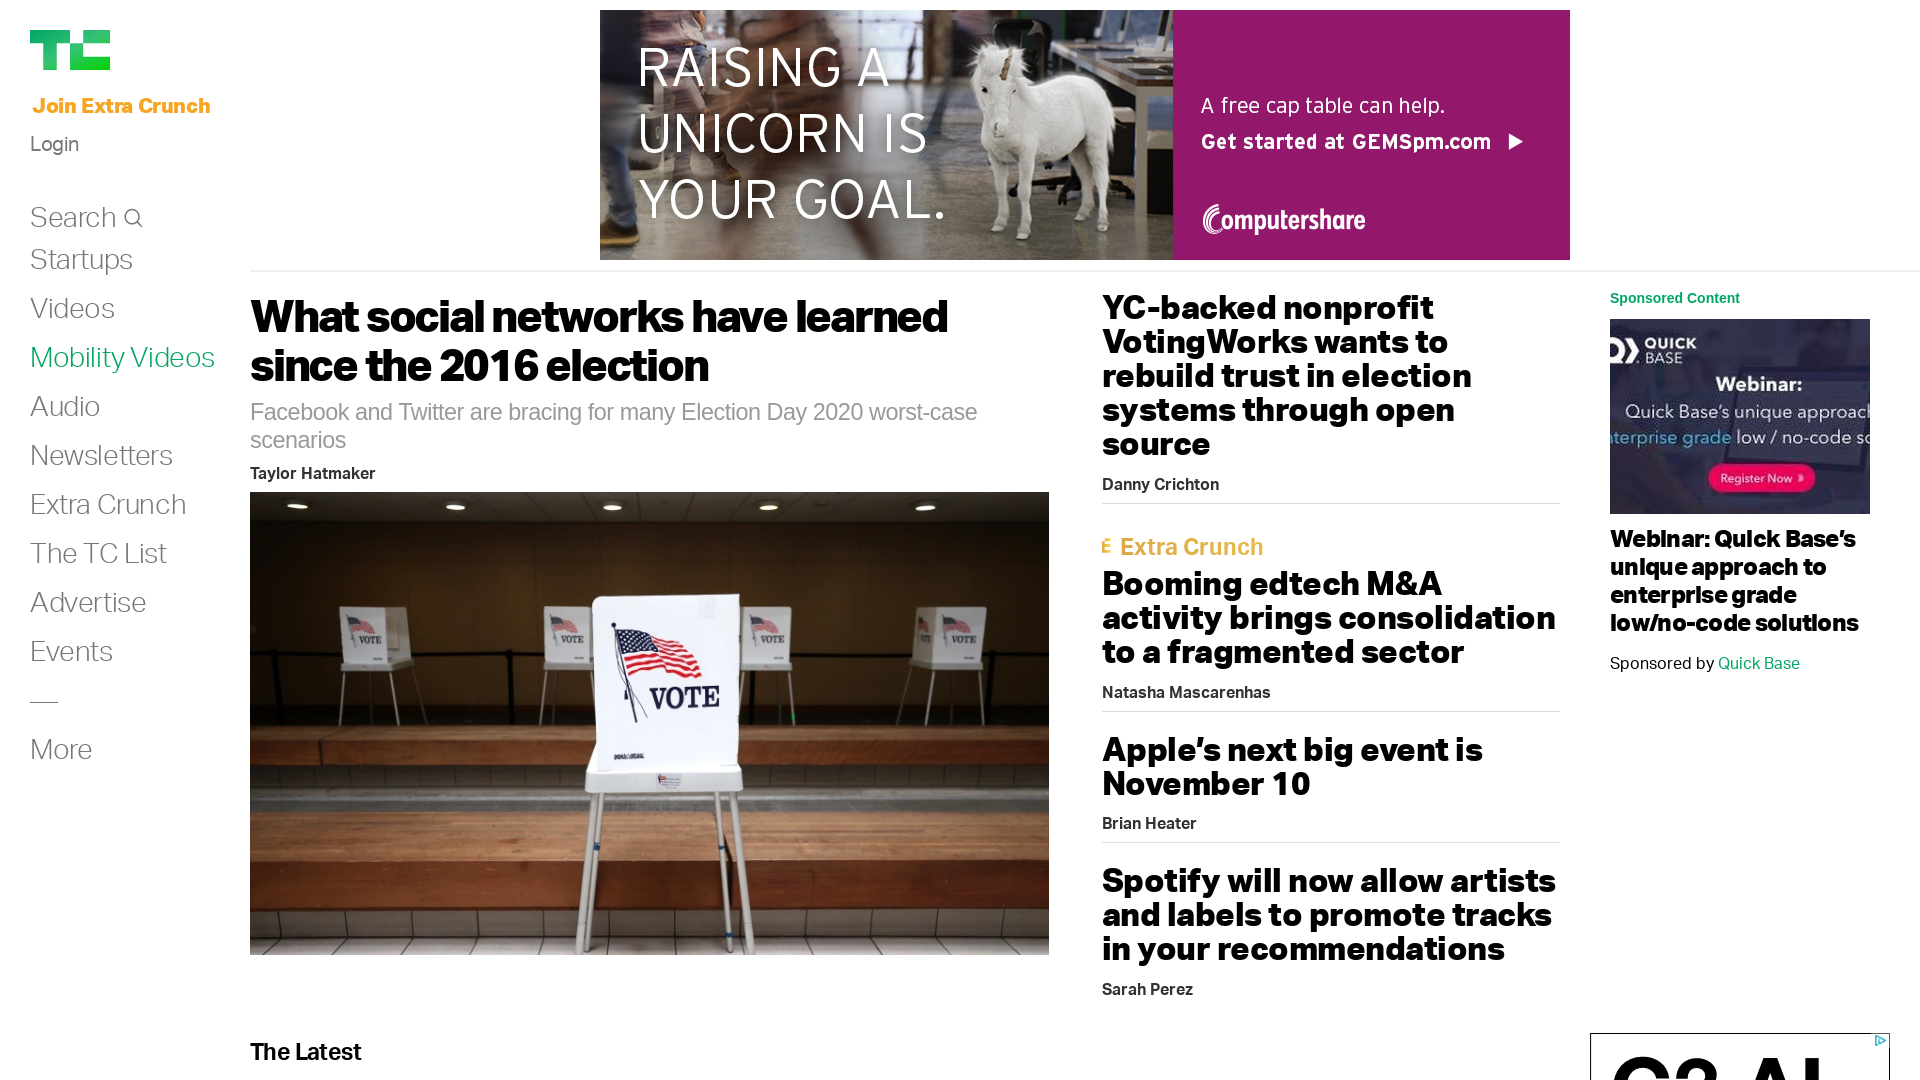 TC
Join Extra Crunch
Login
Search
Startups
Videos
Mobility Videos
Audio
Newsletters
Extra Crunch
The TC List
Advertise
Events
More
RAISING A
UNICORN IS
YOUR GOAL.
A free cap table can help.
Get started at GEMSpm.com
Computershare
What social networks have learned
since the 2016 election
Facebook and Twitter are bracing for many Election Day 2020 worst-case
scenarios
Taylor Hatmaker
VOTE
VOTE
VOTE
VOTE
VOTE
YC-backed nonprofit
VotingWorks wants to
rebuild trust in election
systems through open
source
Danny Crichton
Extra Crunch
Booming edtech M&A
activity brings consolidation
to a fragmented sector
Natasha Mascarenhas
Apple’s next big event is
November 10
Brian Heater
Spotify will now allow artists
and labels to promote tracks
in your recommendations
Sarah Perez
Sponsored Content
QUICK
BASE
Webinar:
Quick Base's unique approach
nterprise grade low / no-code so
Register Now
Webinar: Quick Base’s
unique approach to
enterprise grade
low/no-code solutions
Sponsored by Quick Base
The Latest
C3 AI